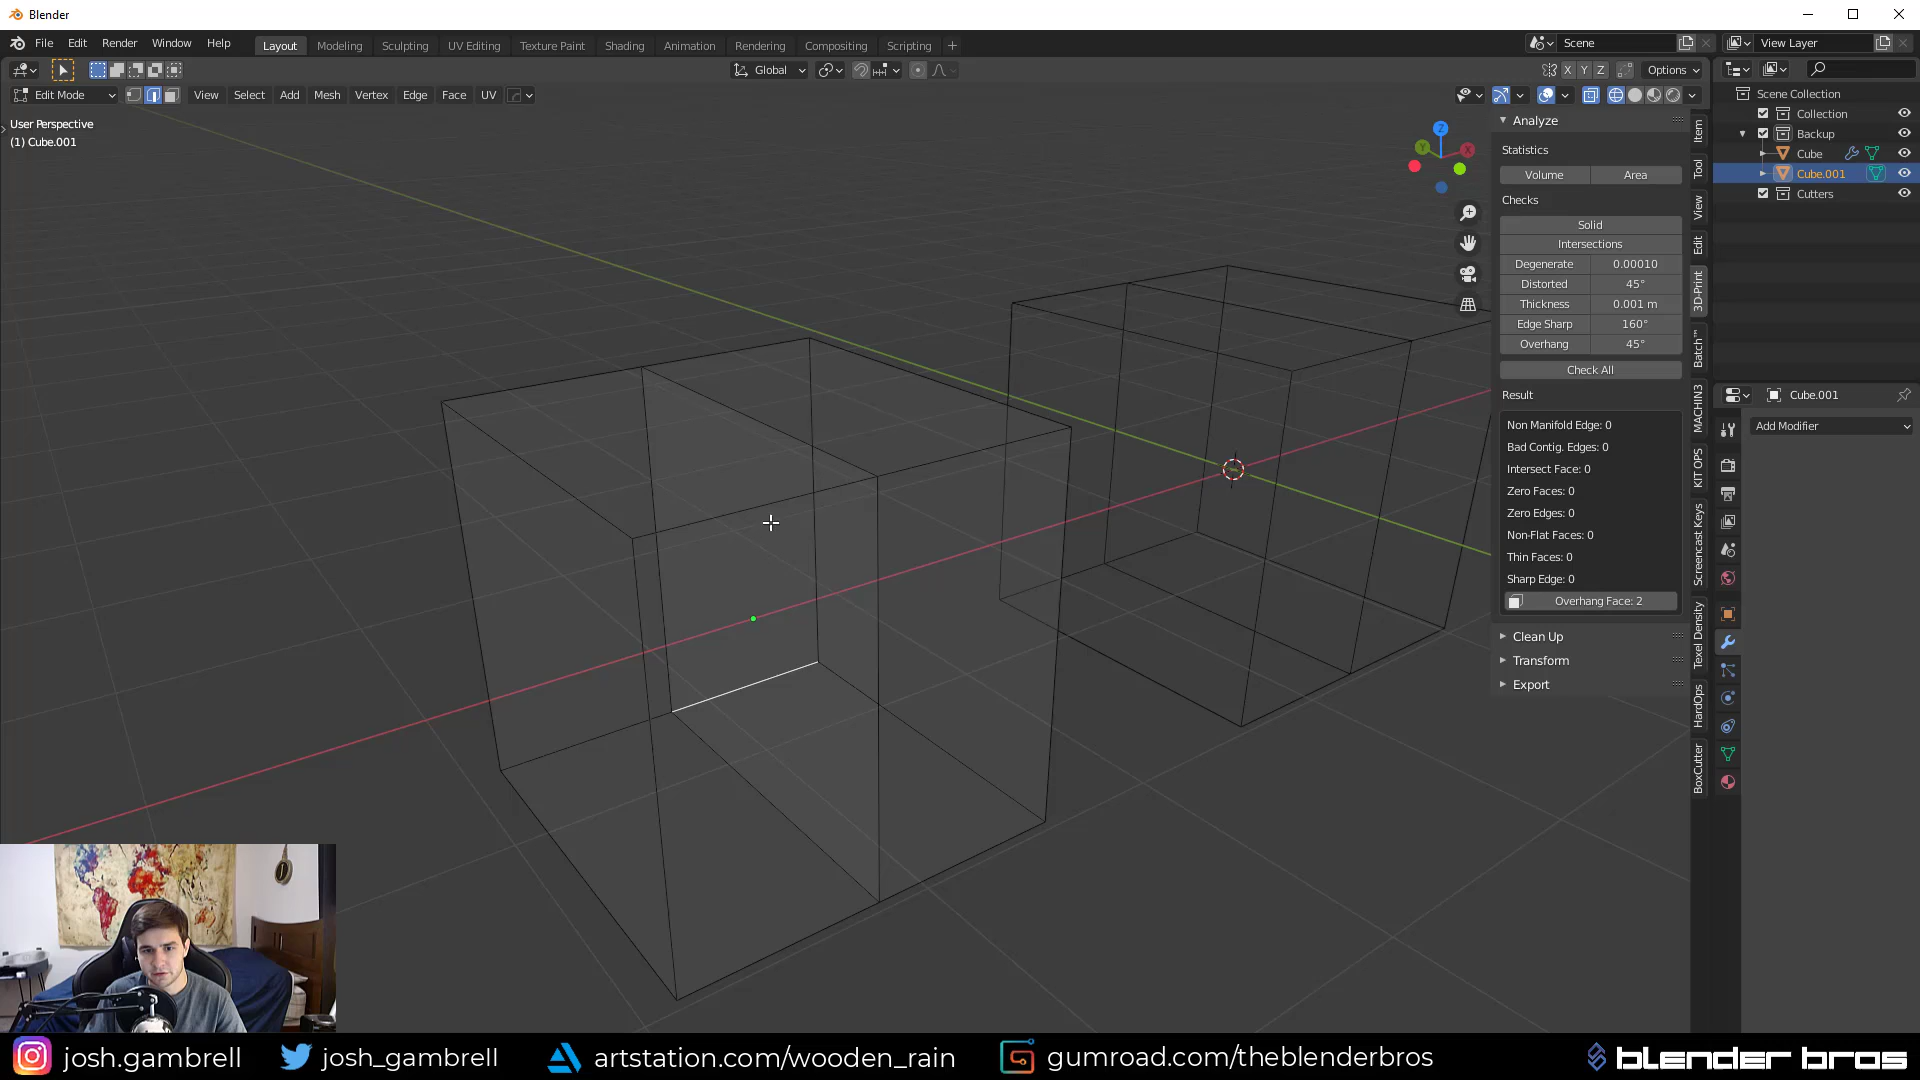 Blender
File Edit Render Window Help Layout Modeling Sculpting UV Editing Texture Paint Shading Animation Rendering Compositing Scripting + Scene View Layer
Global X Y Z Options
Edit Mode View Select Add Mesh Vertex Edge Face UV
User Perspective
(1) Cube.001
Z
Y
X
Analyze
Statistics
Volume Area
Checks
Solid
Intersections
Degenerate 0.00010
Distorted 45°
Thickness 0.001 m
Edge Sharp 160°
Overhang 45°
Check All
Result
Non Manifold Edge: 0
Bad Contig. Edges: 0
Intersect Face: 0
Zero Faces: 0
Zero Edges: 0
Non-Flat Faces: 0
Thin Faces: 0
Sharp Edge: 0
Overhang Face: 2
Clean Up
Transform
Export
Item
Tool
View
Edit
3D-Print
Batch™
MACHIN3
KIT OPS
Screencast Keys
Texel Density
HardOps
BoxCutter
Scene Collection
Collection
Backup
Cube
Cube.001
Cutters
Cube.001
Add Modifier
josh.gambrell josh_gambrell artstation.com/wooden_rain gumroad.com/theblenderbros blender bros